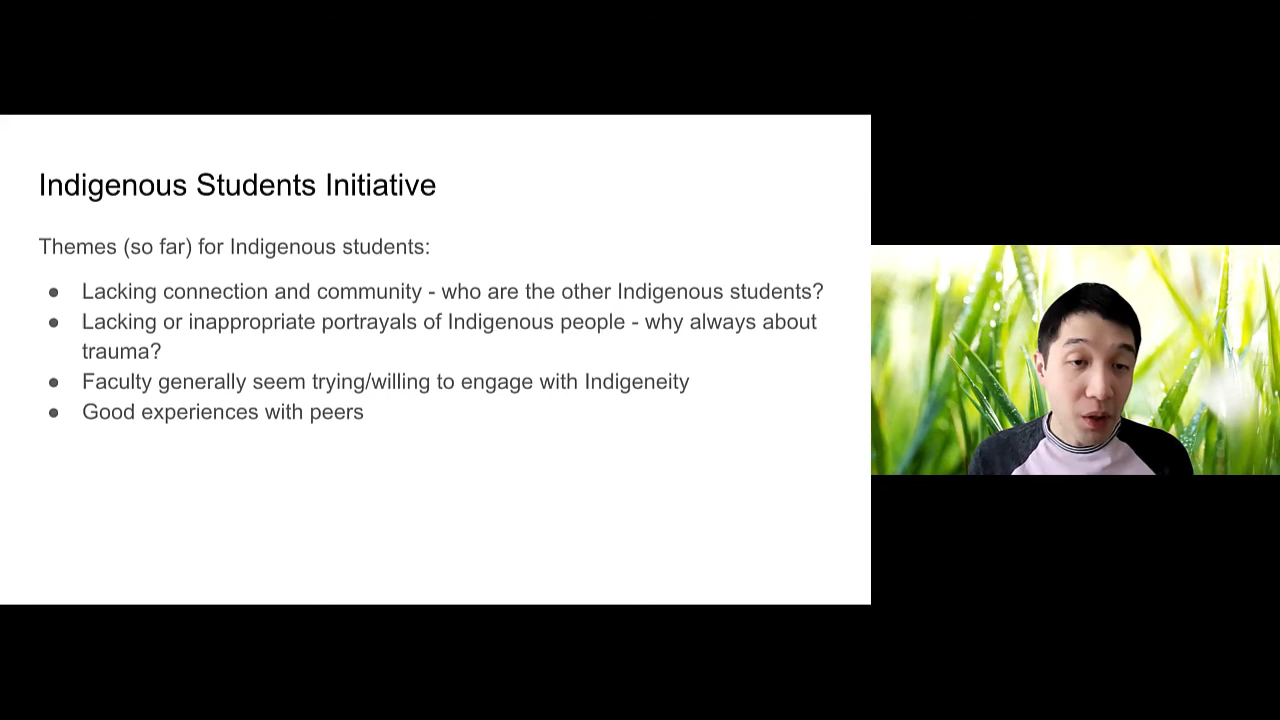 Indigenous Students Initiative
Themes (so far) for Indigenous students:
● Lacking connection and community - who are the other Indigenous students?
● Lacking or inappropriate portrayals of Indigenous people - why always about
trauma?
● Faculty generally seem trying/willing to engage with Indigeneity
● Good experiences with peers